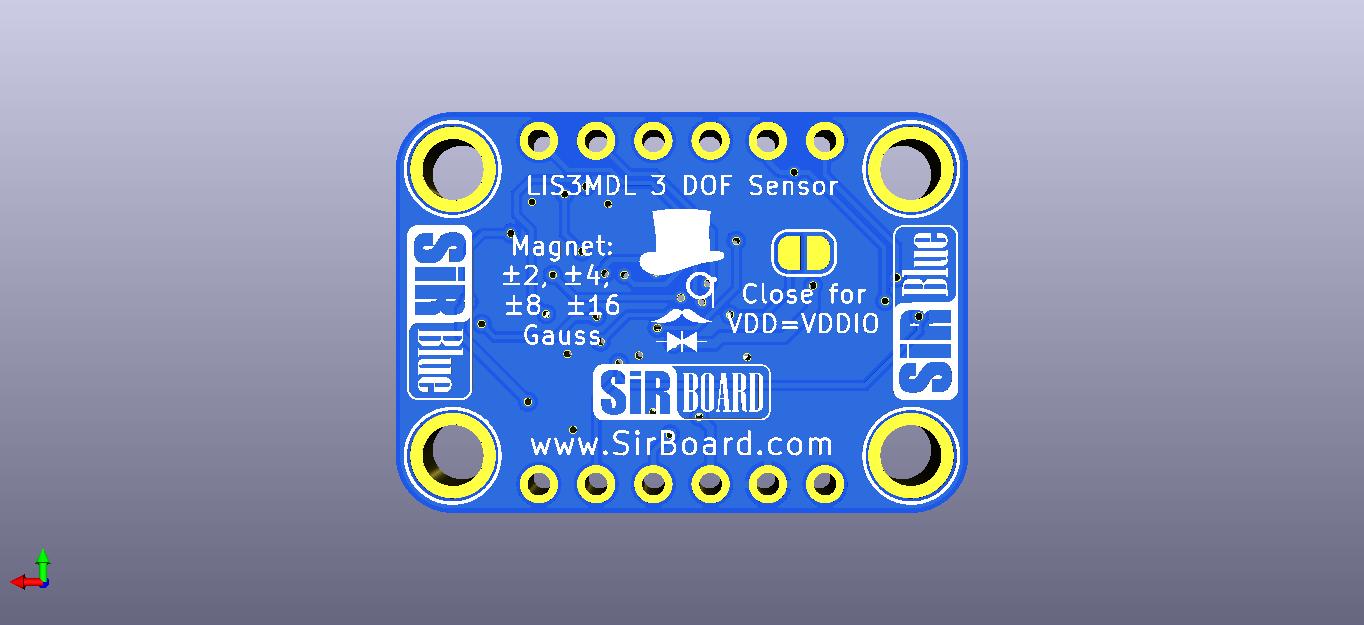 LIS3MDL 3 DOF Sensor
Magnet:
±2, ±4,
±8, ±16
Gauss
Close for
VDD=VDDIO
SiR Blue
SiR Blue
SiR BOARD
www.SirBoard.com